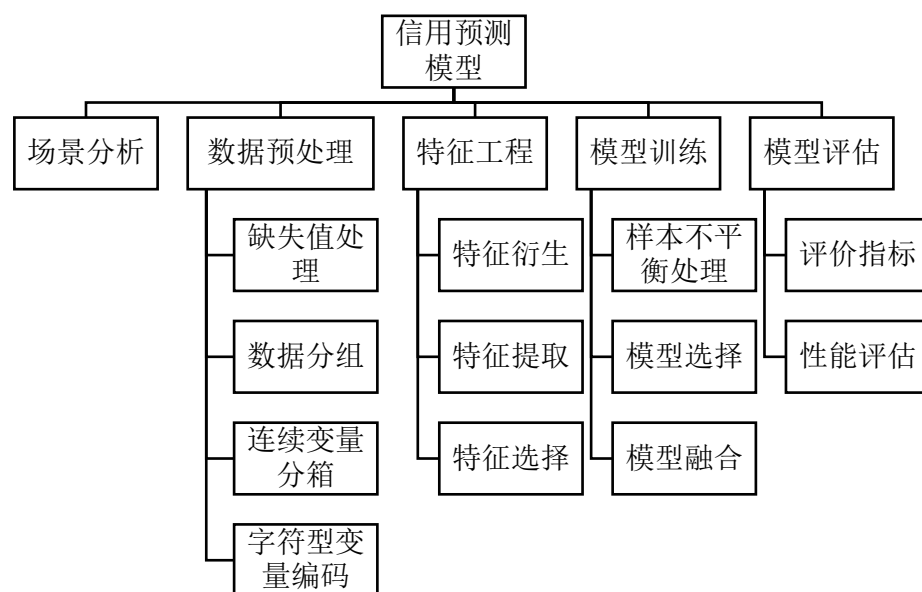 信用预测
模型
场景分析
数据预处理
特征工程
模型训练
模型评估
缺失值处
理
特征衍生
样本不平
衡处理
评价指标
数据分组
特征提取
模型选择
性能评估
连续变量
分箱
特征选择
模型融合
字符型变
量编码